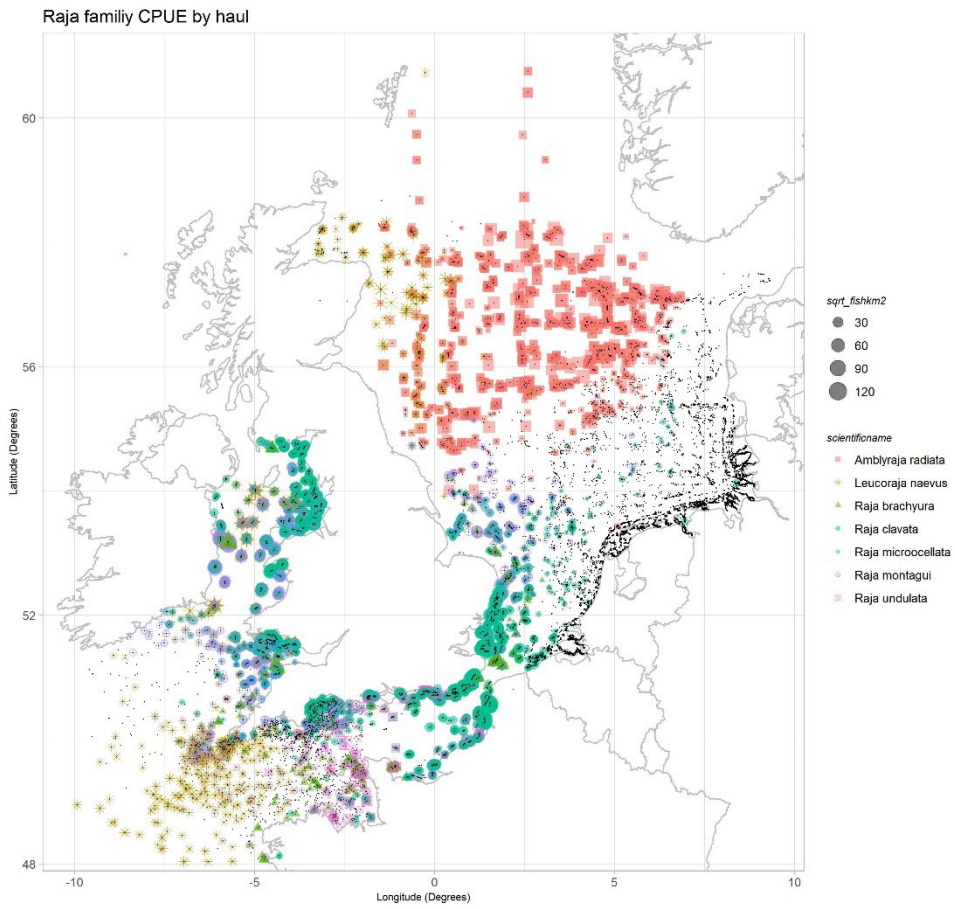 Raja familiy CPUE by haul
60
56
52
48
Latitude (Degrees)
-10
-5
0
5
10
Longitude (Degrees)
sqrt_fishkm2
30
60
90
120
scientificname
Amblyraja radiata
Leucoraja naevus
Raja brachyura
Raja clavata
Raja microocellata
Raja montagui
Raja undulata